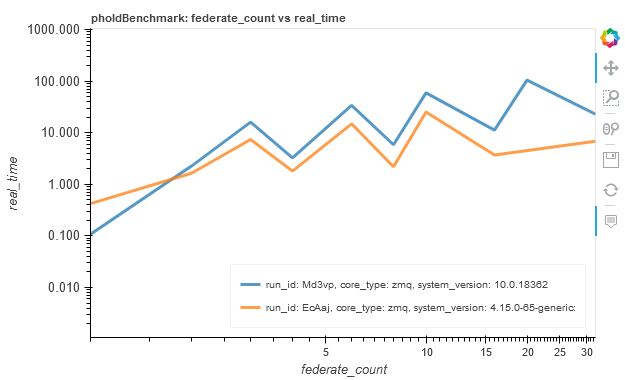 pholdBenchmark: federate_count vs real_time
1000.000
100.000
10.000
1.000
0.100
0.010
real_time
run_id: Md3vp, core_type: zmq, system_version: 10.0.18362
run_id: EcAaj, core_type: zmq, system_version: 4.15.0-65-generic:
5
10
15
20
25
30
federate_count